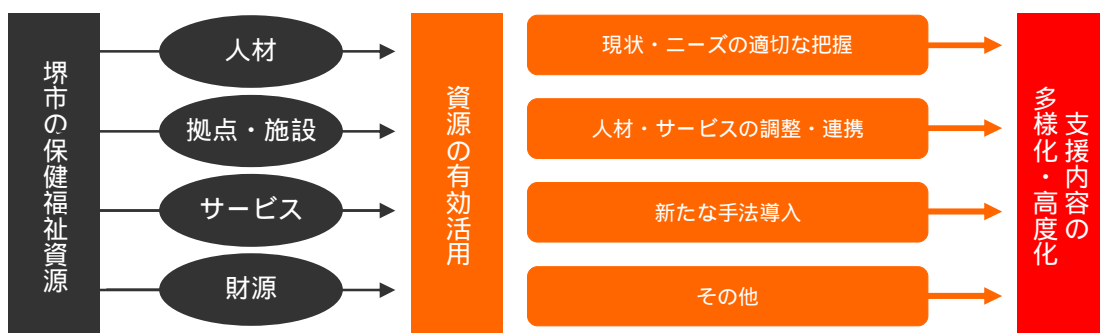 堺市の保健福祉資源
人材
拠点・施設
サービス
財源
資源の有効活用
現状・ニーズの適切な把握
人材・サービスの調整・連携
新たな手法導入
その他
支援内容の
多様化・高度化